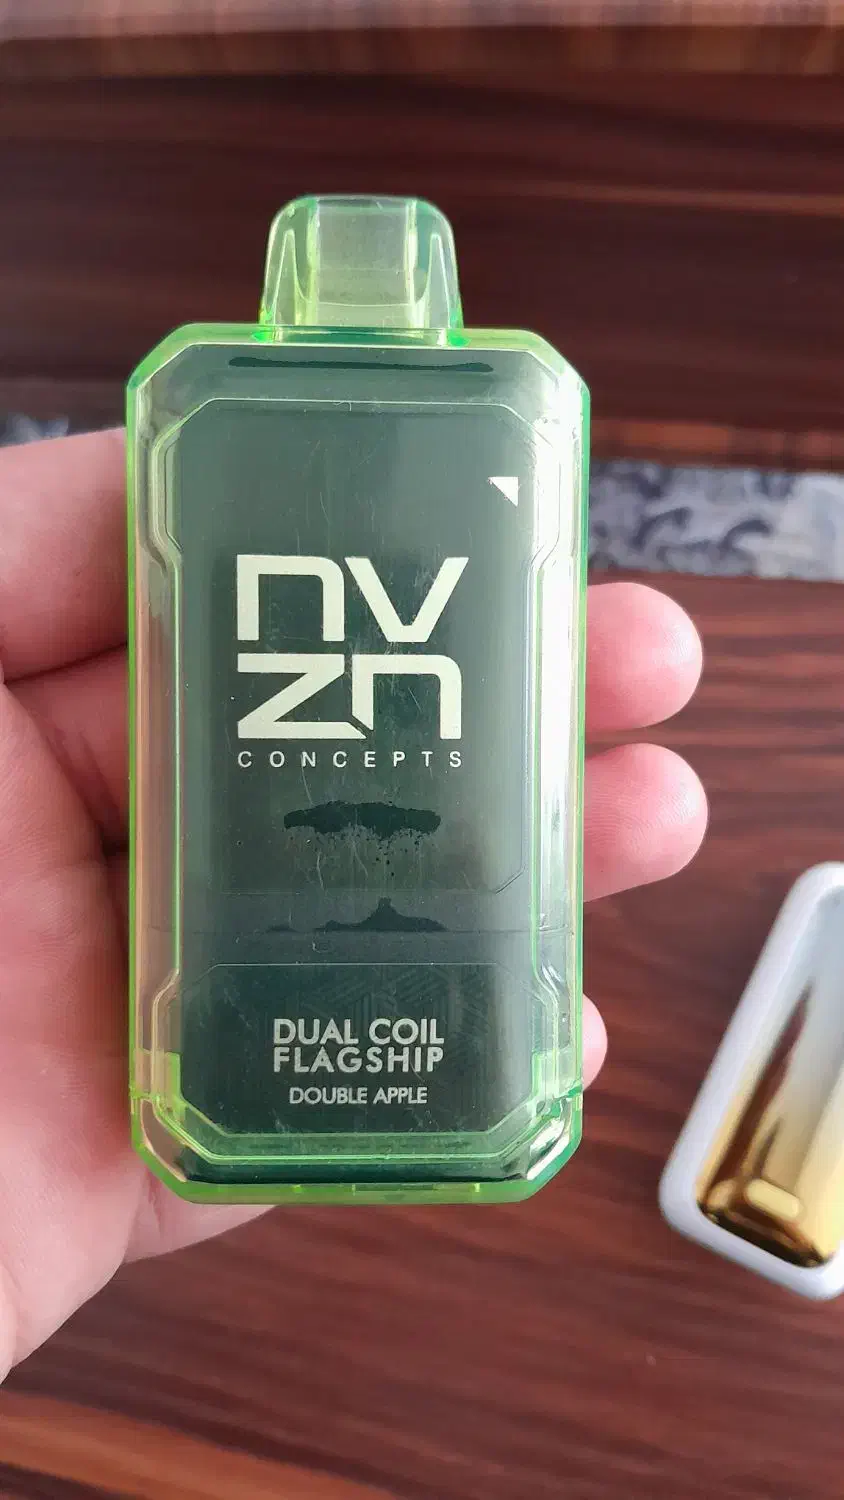 nv
zn
CONCEPTS
DUAL COIL
FLAGSHIP
DOUBLE APPLE